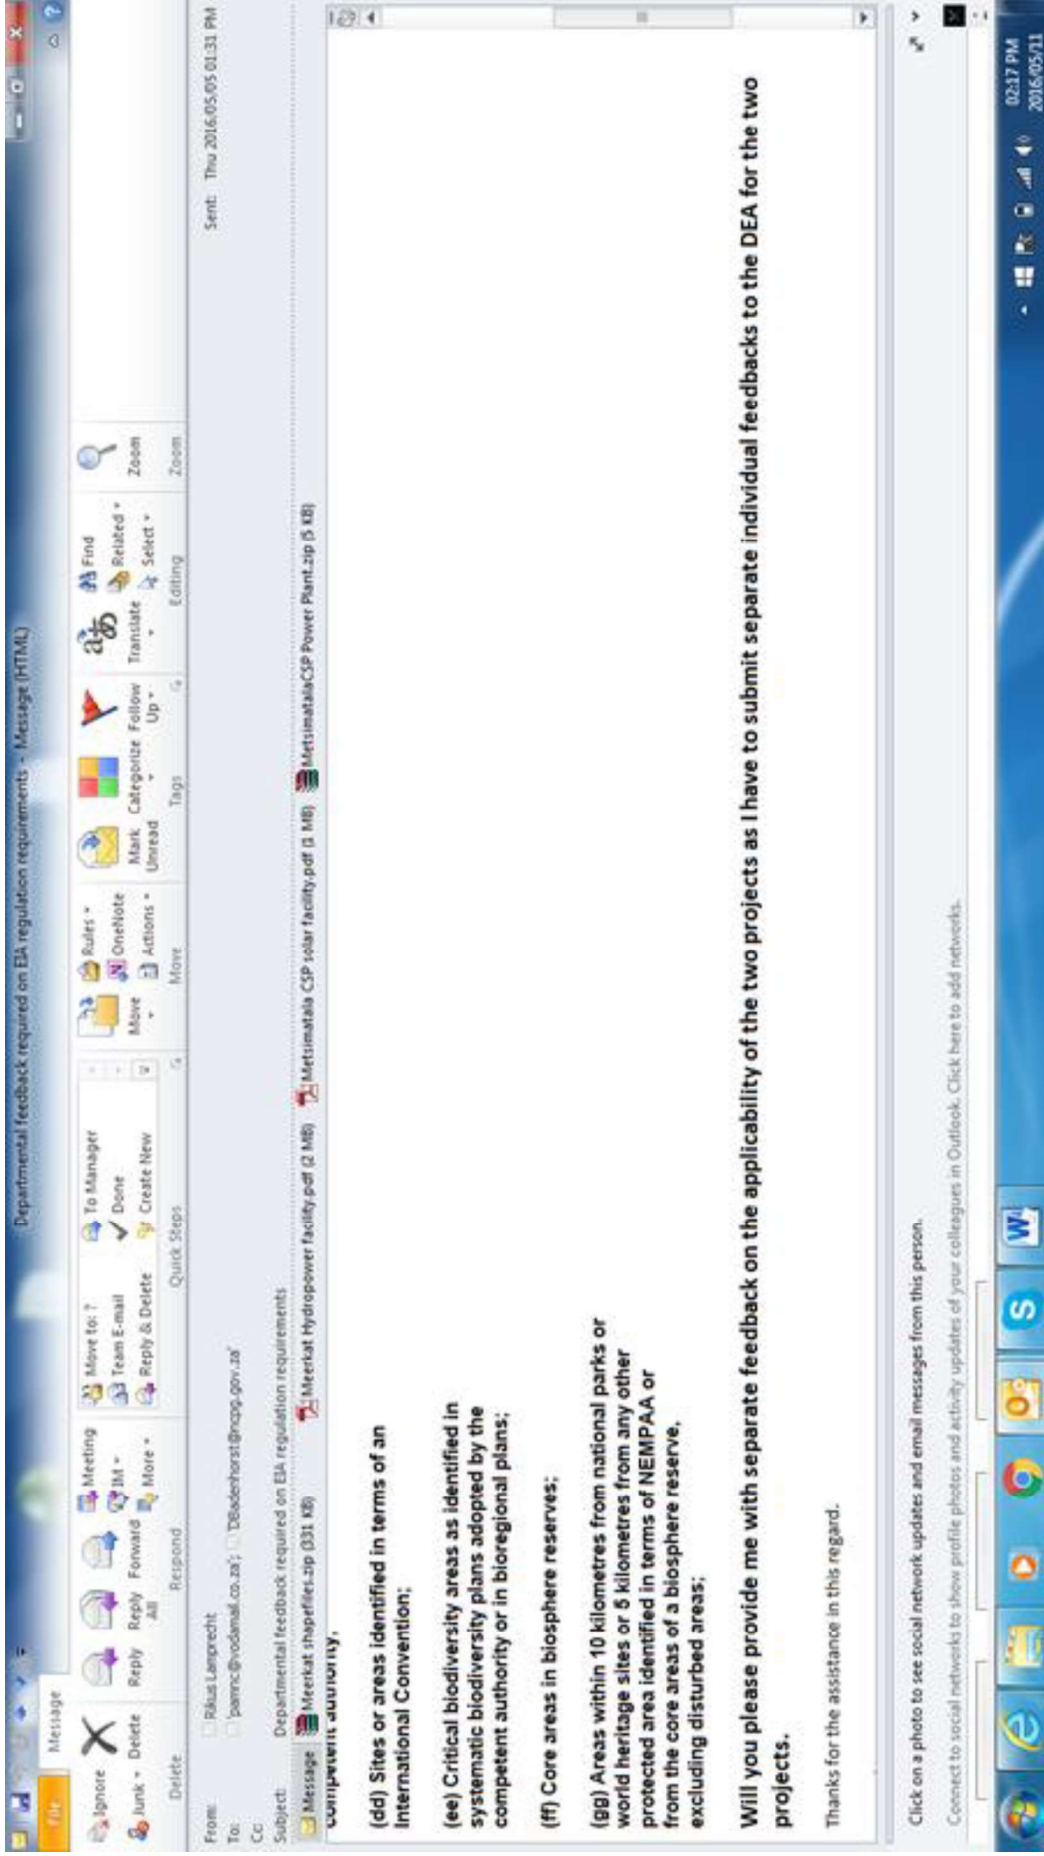 Departmental feedback required on EIA regulation requirements - Message (HTML)
File
Message
Ignore
Junk
Delete
Delete
Reply
Reply All
Forward
Meeting
IM
More
Respond
Move to: ?
Team E-mail
Reply & Delete
To Manager
Done
Create New
Quick Steps
Move
Rules
OneNote
Actions
Move
Mark Unread
Categorize
Follow Up
Tags
Translate
Find
Related
Select
Editing
Zoom
Zoom
From: Rikus Lamprecht
Sent: Thu 2016/05/05 01:31 PM
To: 'pamnc@vodamail.co.za'; 'DBadenhorst@ncpg.gov.za'
Cc:
Subject: Departmental feedback required on EIA regulation requirements
Message Meerkat shapefiles.zip (331 KB) Meerkat Hydropower facility.pdf (2 MB) Metsimatala CSP solar facility.pdf (1 MB) MetsimatalaCSP Power Plant.zip (5 KB)
competent authority;
(dd) Sites or areas identified in terms of an
International Convention;
(ee) Critical biodiversity areas as identified in
systematic biodiversity plans adopted by the
competent authority or in bioregional plans;
(ff) Core areas in biosphere reserves;
(gg) Areas within 10 kilometres from national parks or
world heritage sites or 5 kilometres from any other
protected area identified in terms of NEMPAA or
from the core areas of a biosphere reserve,
excluding disturbed areas;
Will you please provide me with separate feedback on the applicability of the two projects as I have to submit separate individual feedbacks to the DEA for the two
projects.
Thanks for the assistance in this regard.
Click on a photo to see social network updates and email messages from this person.
Connect to social networks to show profile photos and activity updates of your colleagues in Outlook. Click here to add networks.
02:17 PM
2016/05/11